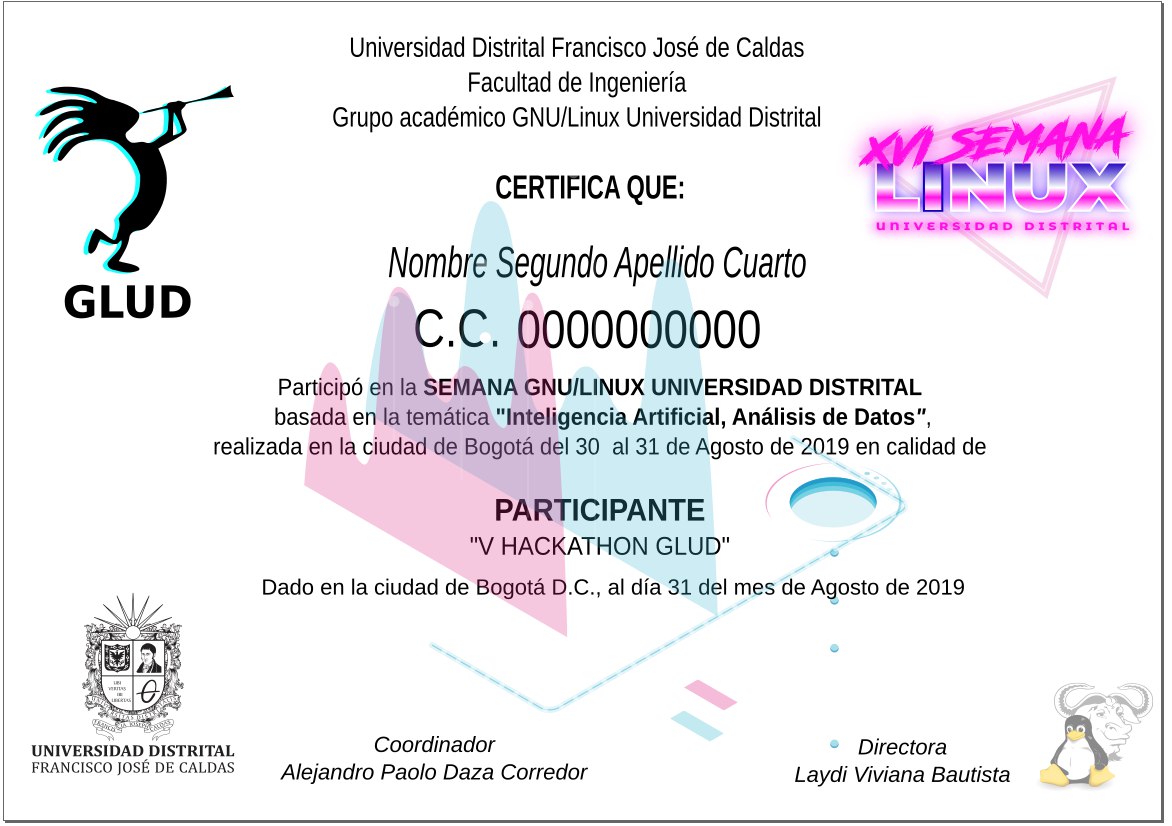 Universidad Distrital Francisco José de Caldas
Facultad de Ingeniería
Grupo académico GNU/Linux Universidad Distrital
GLUD
XVI SEMANA
LINUX
UNIVERSIDAD DISTRITAL
CERTIFICA QUE:
Nombre Segundo Apellido Cuarto
C.C. 0000000000
Participó en la SEMANA GNU/LINUX UNIVERSIDAD DISTRITAL
basada en la temática "Inteligencia Artificial, Análisis de Datos",
realizada en la ciudad de Bogotá del 30 al 31 de Agosto de 2019 en calidad de
PARTICIPANTE
"V HACKATHON GLUD"
Dado en la ciudad de Bogotá D.C., al día 31 del mes de Agosto de 2019
UNIVERSIDAD DISTRITAL
FRANCISCO JOSÉ DE CALDAS
Coordinador
Alejandro Paolo Daza Corredor
Directora
Laydi Viviana Bautista